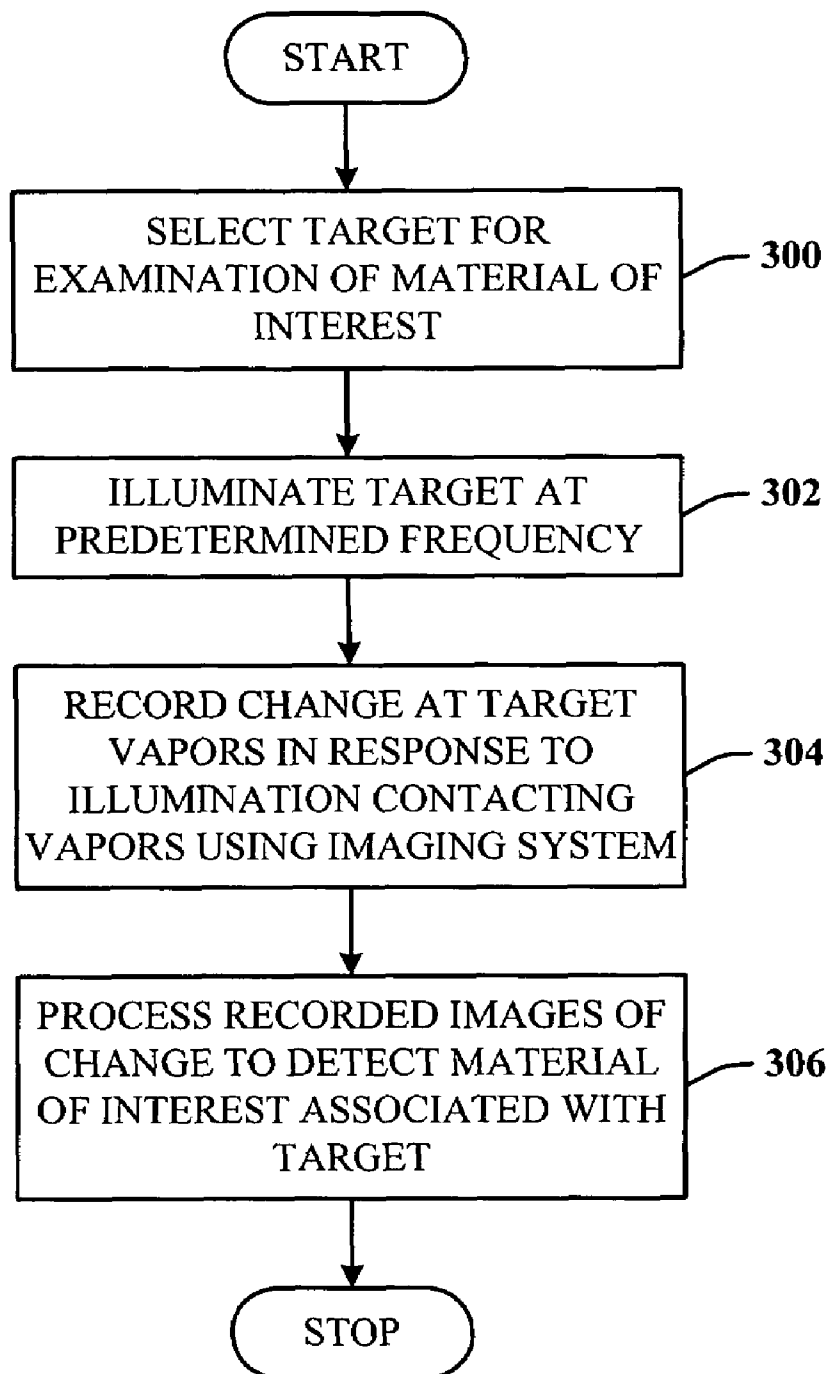 START
SELECT TARGET FOR
EXAMINATION OF MATERIAL OF
INTEREST
300
ILLUMINATE TARGET AT
PREDETERMINED FREQUENCY
302
RECORD CHANGE AT TARGET
VAPORS IN RESPONSE TO
ILLUMINATION CONTACTING
VAPORS USING IMAGING SYSTEM
304
PROCESS RECORDED IMAGES OF
CHANGE TO DETECT MATERIAL
OF INTEREST ASSOCIATED WITH
TARGET
306
STOP